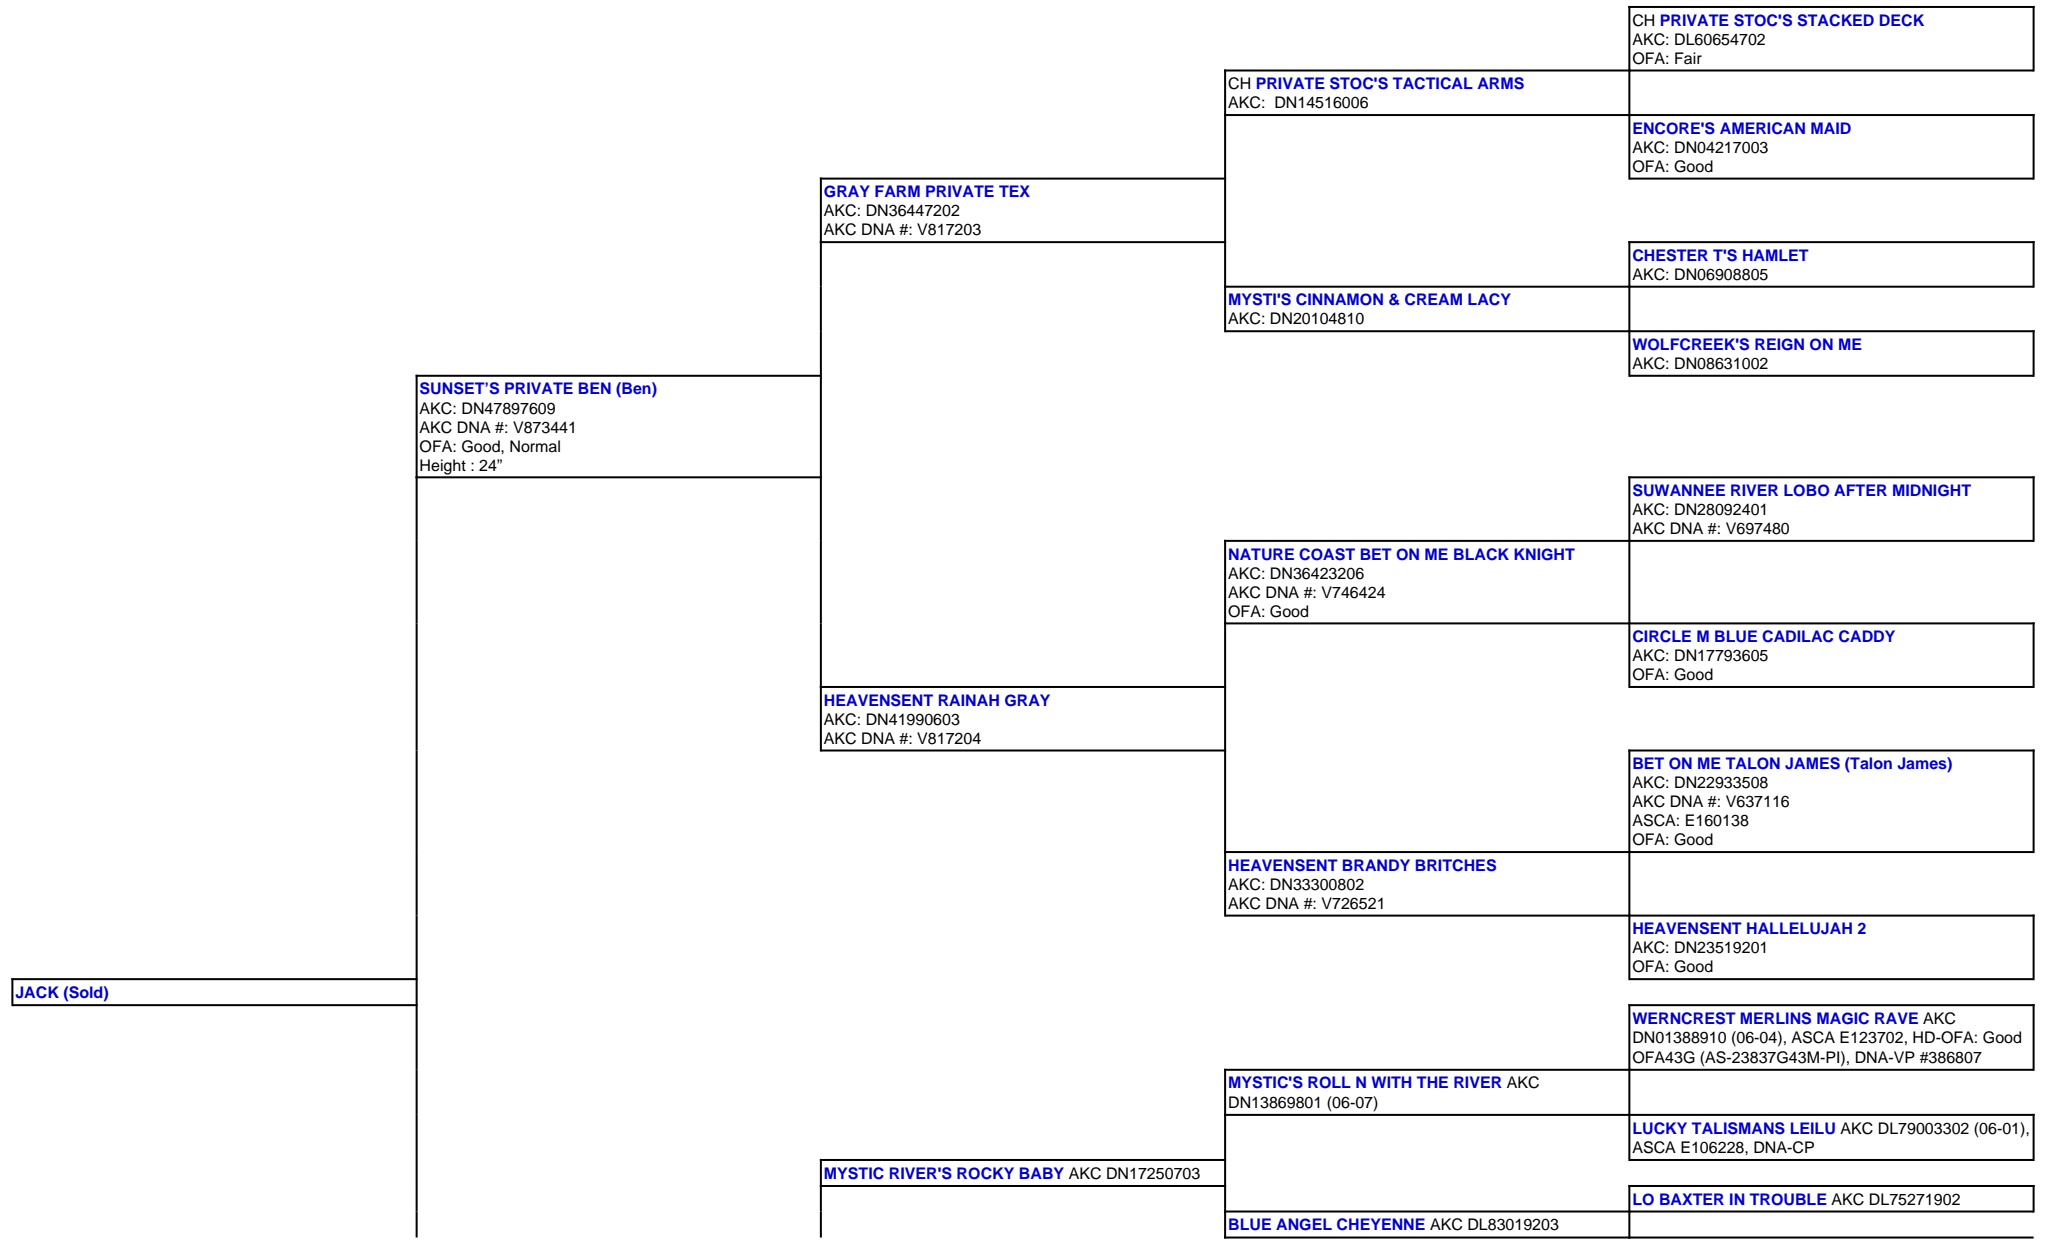 CH PRIVATE STOC'S STACKED DECK
AKC: DL60654702
OFA: Fair
CH PRIVATE STOC'S TACTICAL ARMS
AKC: DN14516006
ENCORE'S AMERICAN MAID
AKC: DN04217003
OFA: Good
GRAY FARM PRIVATE TEX
AKC: DN36447202
AKC DNA #: V817203
CHESTER T'S HAMLET
AKC: DN06908805
MYSTI'S CINNAMON & CREAM LACY
AKC: DN20104810
WOLFCREEK'S REIGN ON ME
AKC: DN08631002
SUNSET’S PRIVATE BEN (Ben)
AKC: DN47897609
AKC DNA #: V873441
OFA: Good, Normal
Height : 24”
SUWANNEE RIVER LOBO AFTER MIDNIGHT
AKC: DN28092401
AKC DNA #: V697480
NATURE COAST BET ON ME BLACK KNIGHT
AKC: DN36423206
AKC DNA #: V746424
OFA: Good
CIRCLE M BLUE CADILAC CADDY
AKC: DN17793605
OFA: Good
HEAVENSENT RAINAH GRAY
AKC: DN41990603
AKC DNA #: V817204
BET ON ME TALON JAMES (Talon James)
AKC: DN22933508
AKC DNA #: V637116
ASCA: E160138
OFA: Good
HEAVENSENT BRANDY BRITCHES
AKC: DN33300802
AKC DNA #: V726521
HEAVENSENT HALLELUJAH 2
AKC: DN23519201
OFA: Good
JACK (Sold)
WERNCREST MERLINS MAGIC RAVE AKC
DN01388910 (06-04), ASCA E123702, HD-OFA: Good
OFA43G (AS-23837G43M-PI), DNA-VP #386807
MYSTIC'S ROLL N WITH THE RIVER AKC
DN13869801 (06-07)
LUCKY TALISMANS LEILU AKC DL79003302 (06-01),
ASCA E106228, DNA-CP
MYSTIC RIVER'S ROCKY BABY AKC DN17250703
LO BAXTER IN TROUBLE AKC DL75271902
BLUE ANGEL CHEYENNE AKC DL83019203